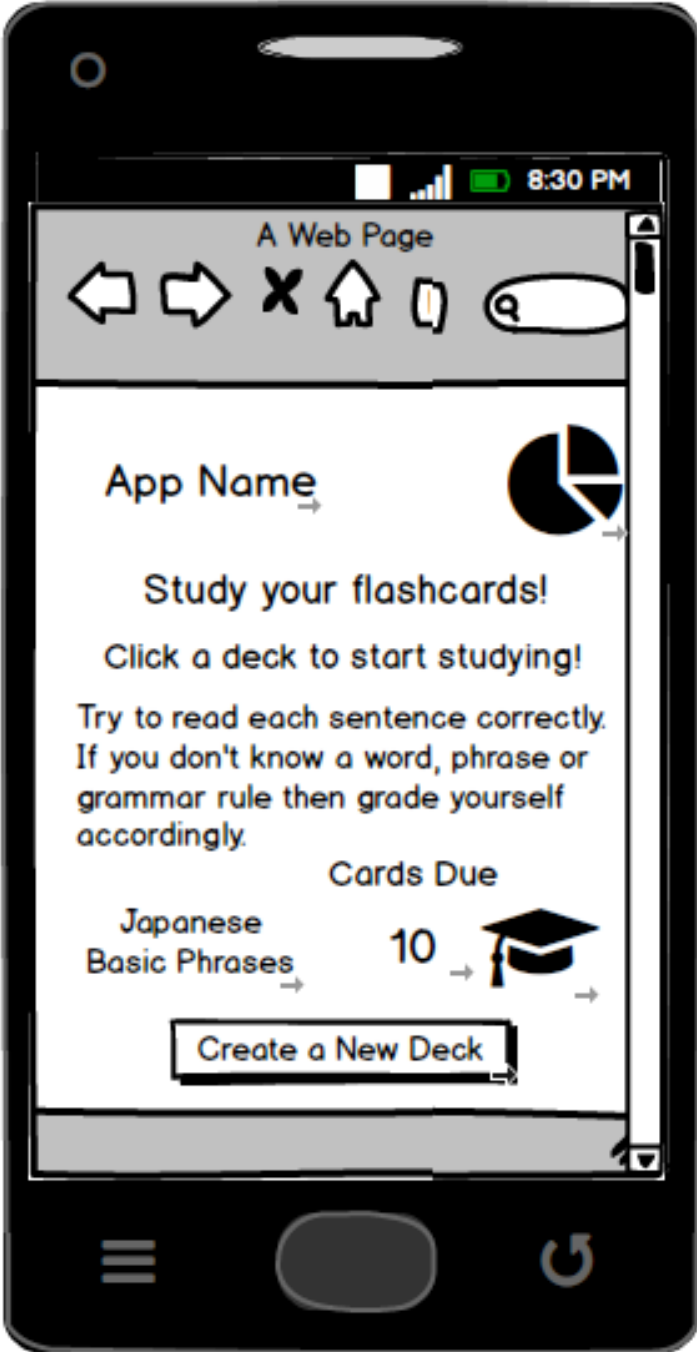 8:30 PM
A Web Page
App Name
Study your flashcards!
Click a deck to start studying!
Try to read each sentence correctly.
If you don't know a word, phrase or
grammar rule then grade yourself
accordingly.
Cards Due
Japanese
Basic Phrases
10
Create a New Deck